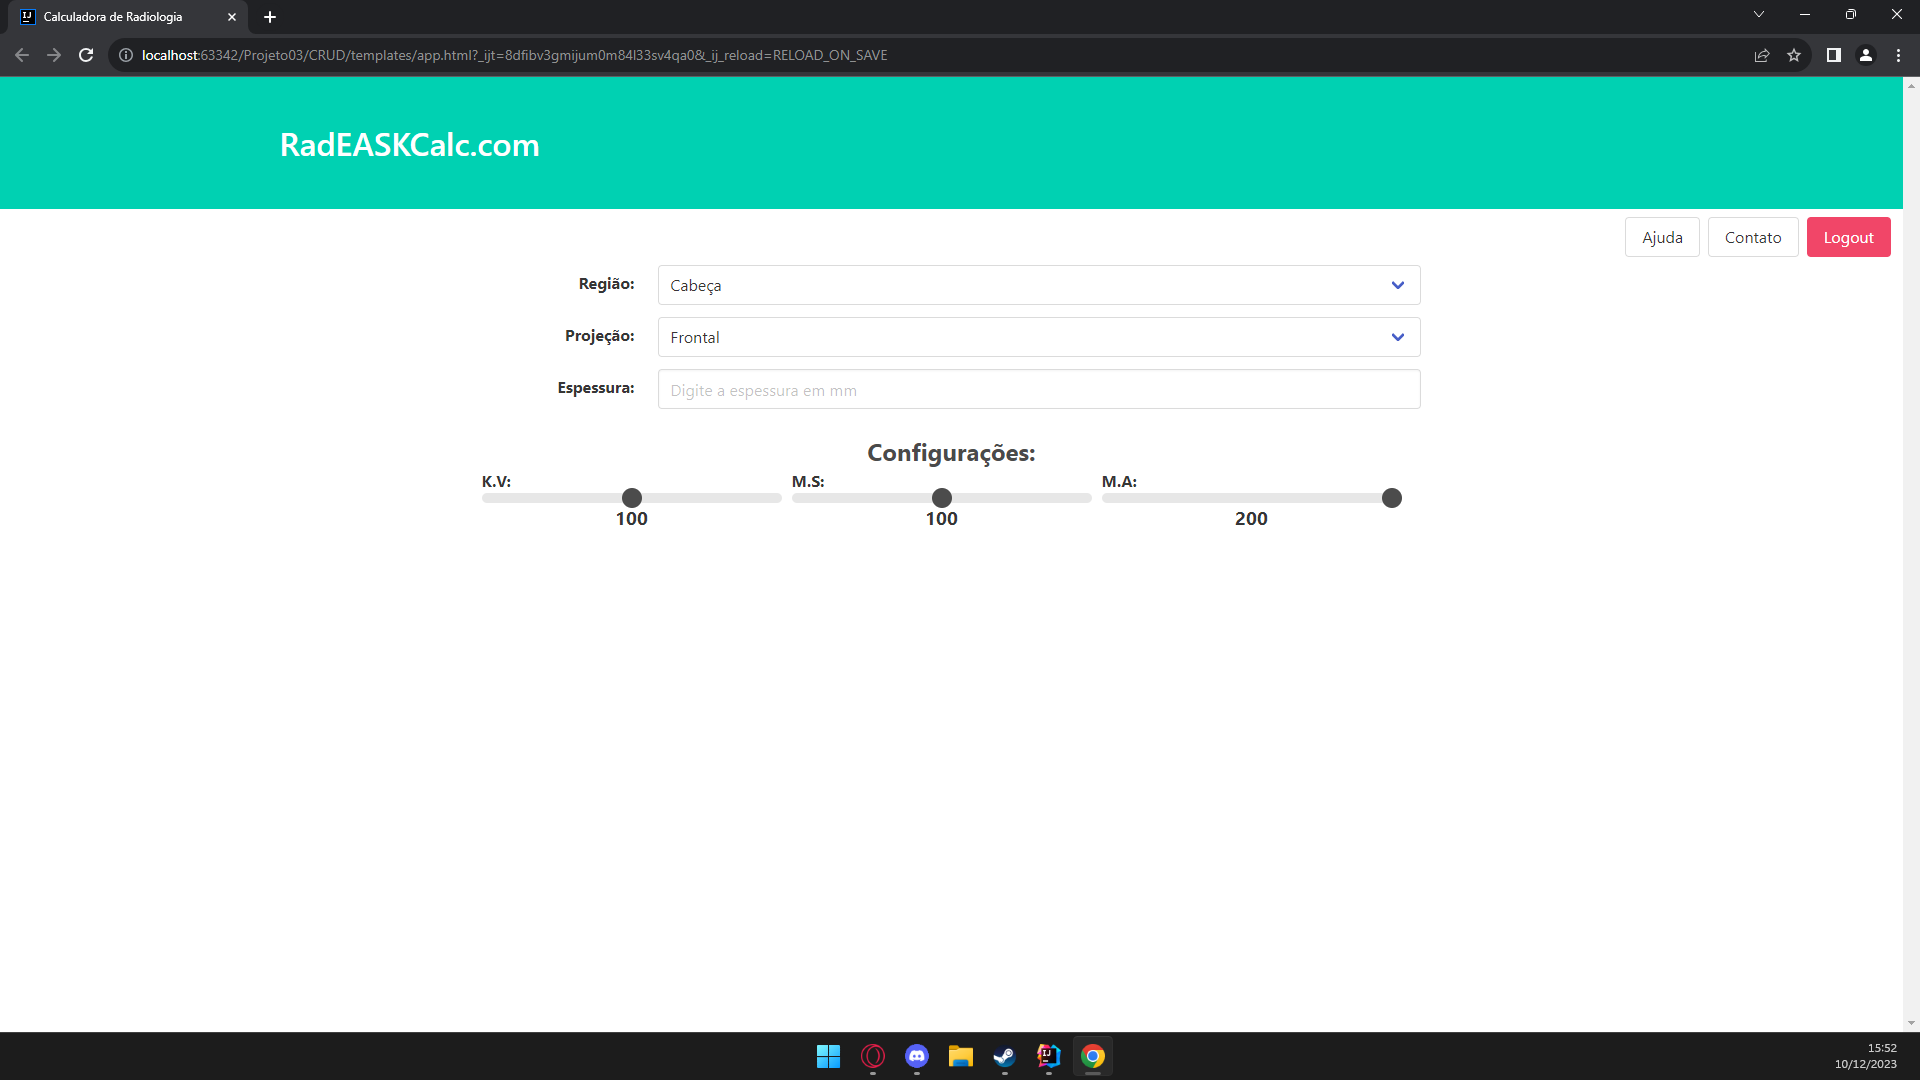 Calculadora de Radiologia
localhost:63342/Projeto03/CRUD/templates/app.html?_ijt=8dfibv3gmijum0m84l33sv4qa0&_ij_reload=RELOAD_ON_SAVE
RadEASKCalc.com
Ajuda Contato Logout
Região: Cabeça
Projeção: Frontal
Espessura: Digite a espessura em mm
Configurações:
K.V: M.S: M.A:
100 100 200
15:52
10/12/2023